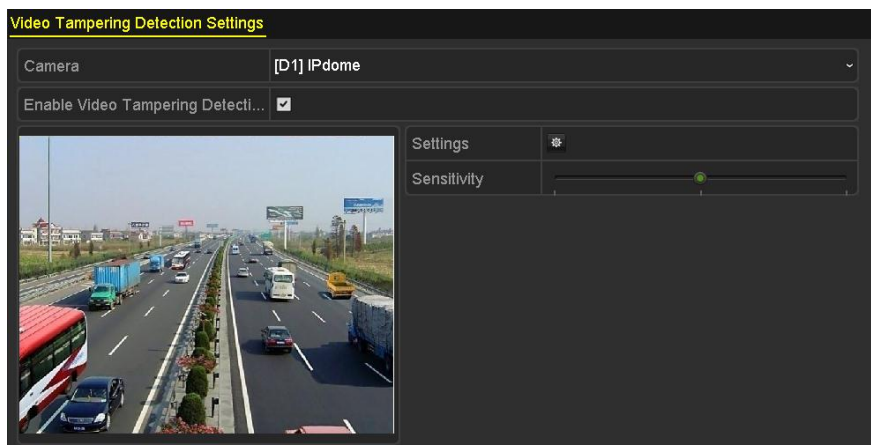 Video Tampering Detection Settings
Camera [D1] IPdome
Enable Video Tampering Detecti...
Settings
Sensitivity